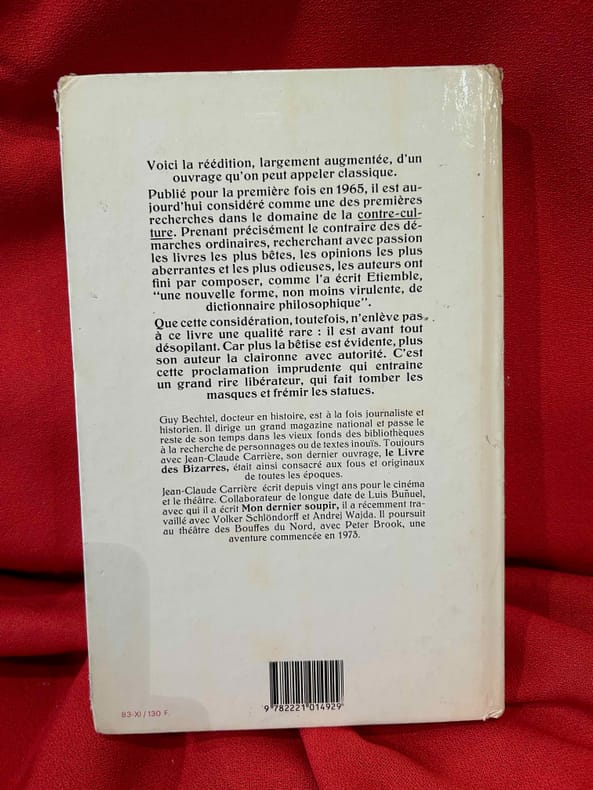 Voici la réédition, largement augmentée, d'un
ouvrage qu'on peut appeler classique.
Publié pour la première fois en 1965, il est au-
jourd'hui considéré comme une des premières
recherches dans le domaine de la contre-cul-
ture. Prenant précisément le contraire des dé-
marches ordinaires, recherchant avec passion
les livres les plus bêtes, les opinions les plus
aberrantes et les plus odieuses, les auteurs ont
fini par composer, comme l'a écrit Etiemble,
"une nouvelle forme, non moins virulente, de
dictionnaire philosophique".
Que cette considération, toutefois, n'enlève pas
à ce livre une qualité rare : il est avant tout
désopilant. Car plus la bêtise est évidente, plus
son auteur la claironne avec autorité. C'est
cette proclamation imprudente qui entraine
un grand rire libérateur, qui fait tomber les
masques et frémir les statues.
Guy Bechtel, docteur en histoire, est à la fois journaliste et
historien. Il dirige un grand magazine national et passe le
reste de son temps dans les vieux fonds des bibliothèques
à la recherche de personnages ou de textes inouïs. Toujours
avec Jean-Claude Carrière, son dernier ouvrage, le Livre
des Bizarres, était ainsi consacré aux fous et originaux
de toutes les époques.
Jean-Claude Carrière écrit depuis vingt ans pour le cinéma
et le théâtre. Collaborateur de longue date de Luis Buñuel,
avec qui il a écrit Mon dernier soupir, il a récemment tra-
vaillé avec Volker Schlöndorff et Andrej Wajda. Il poursuit
au théâtre des Bouffes du Nord, avec Peter Brook, une
aventure commencée en 1973.
9 782221 014929
83-XI / 130 F.